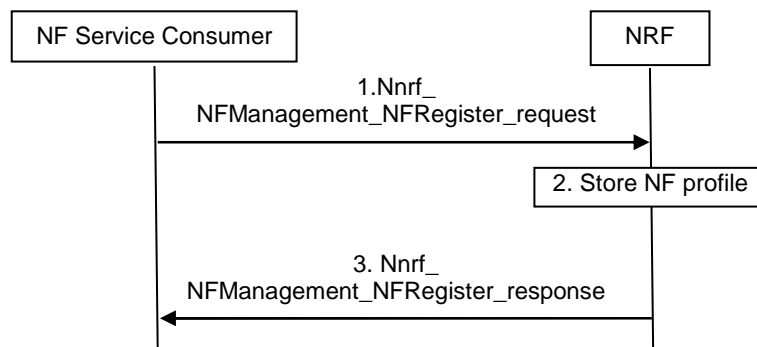 NF Service Consumer
NRF
1.Nnrf_
NFManagement_NFRegister_request
2. Store NF profile
3. Nnrf_
NFManagement_NFRegister_response